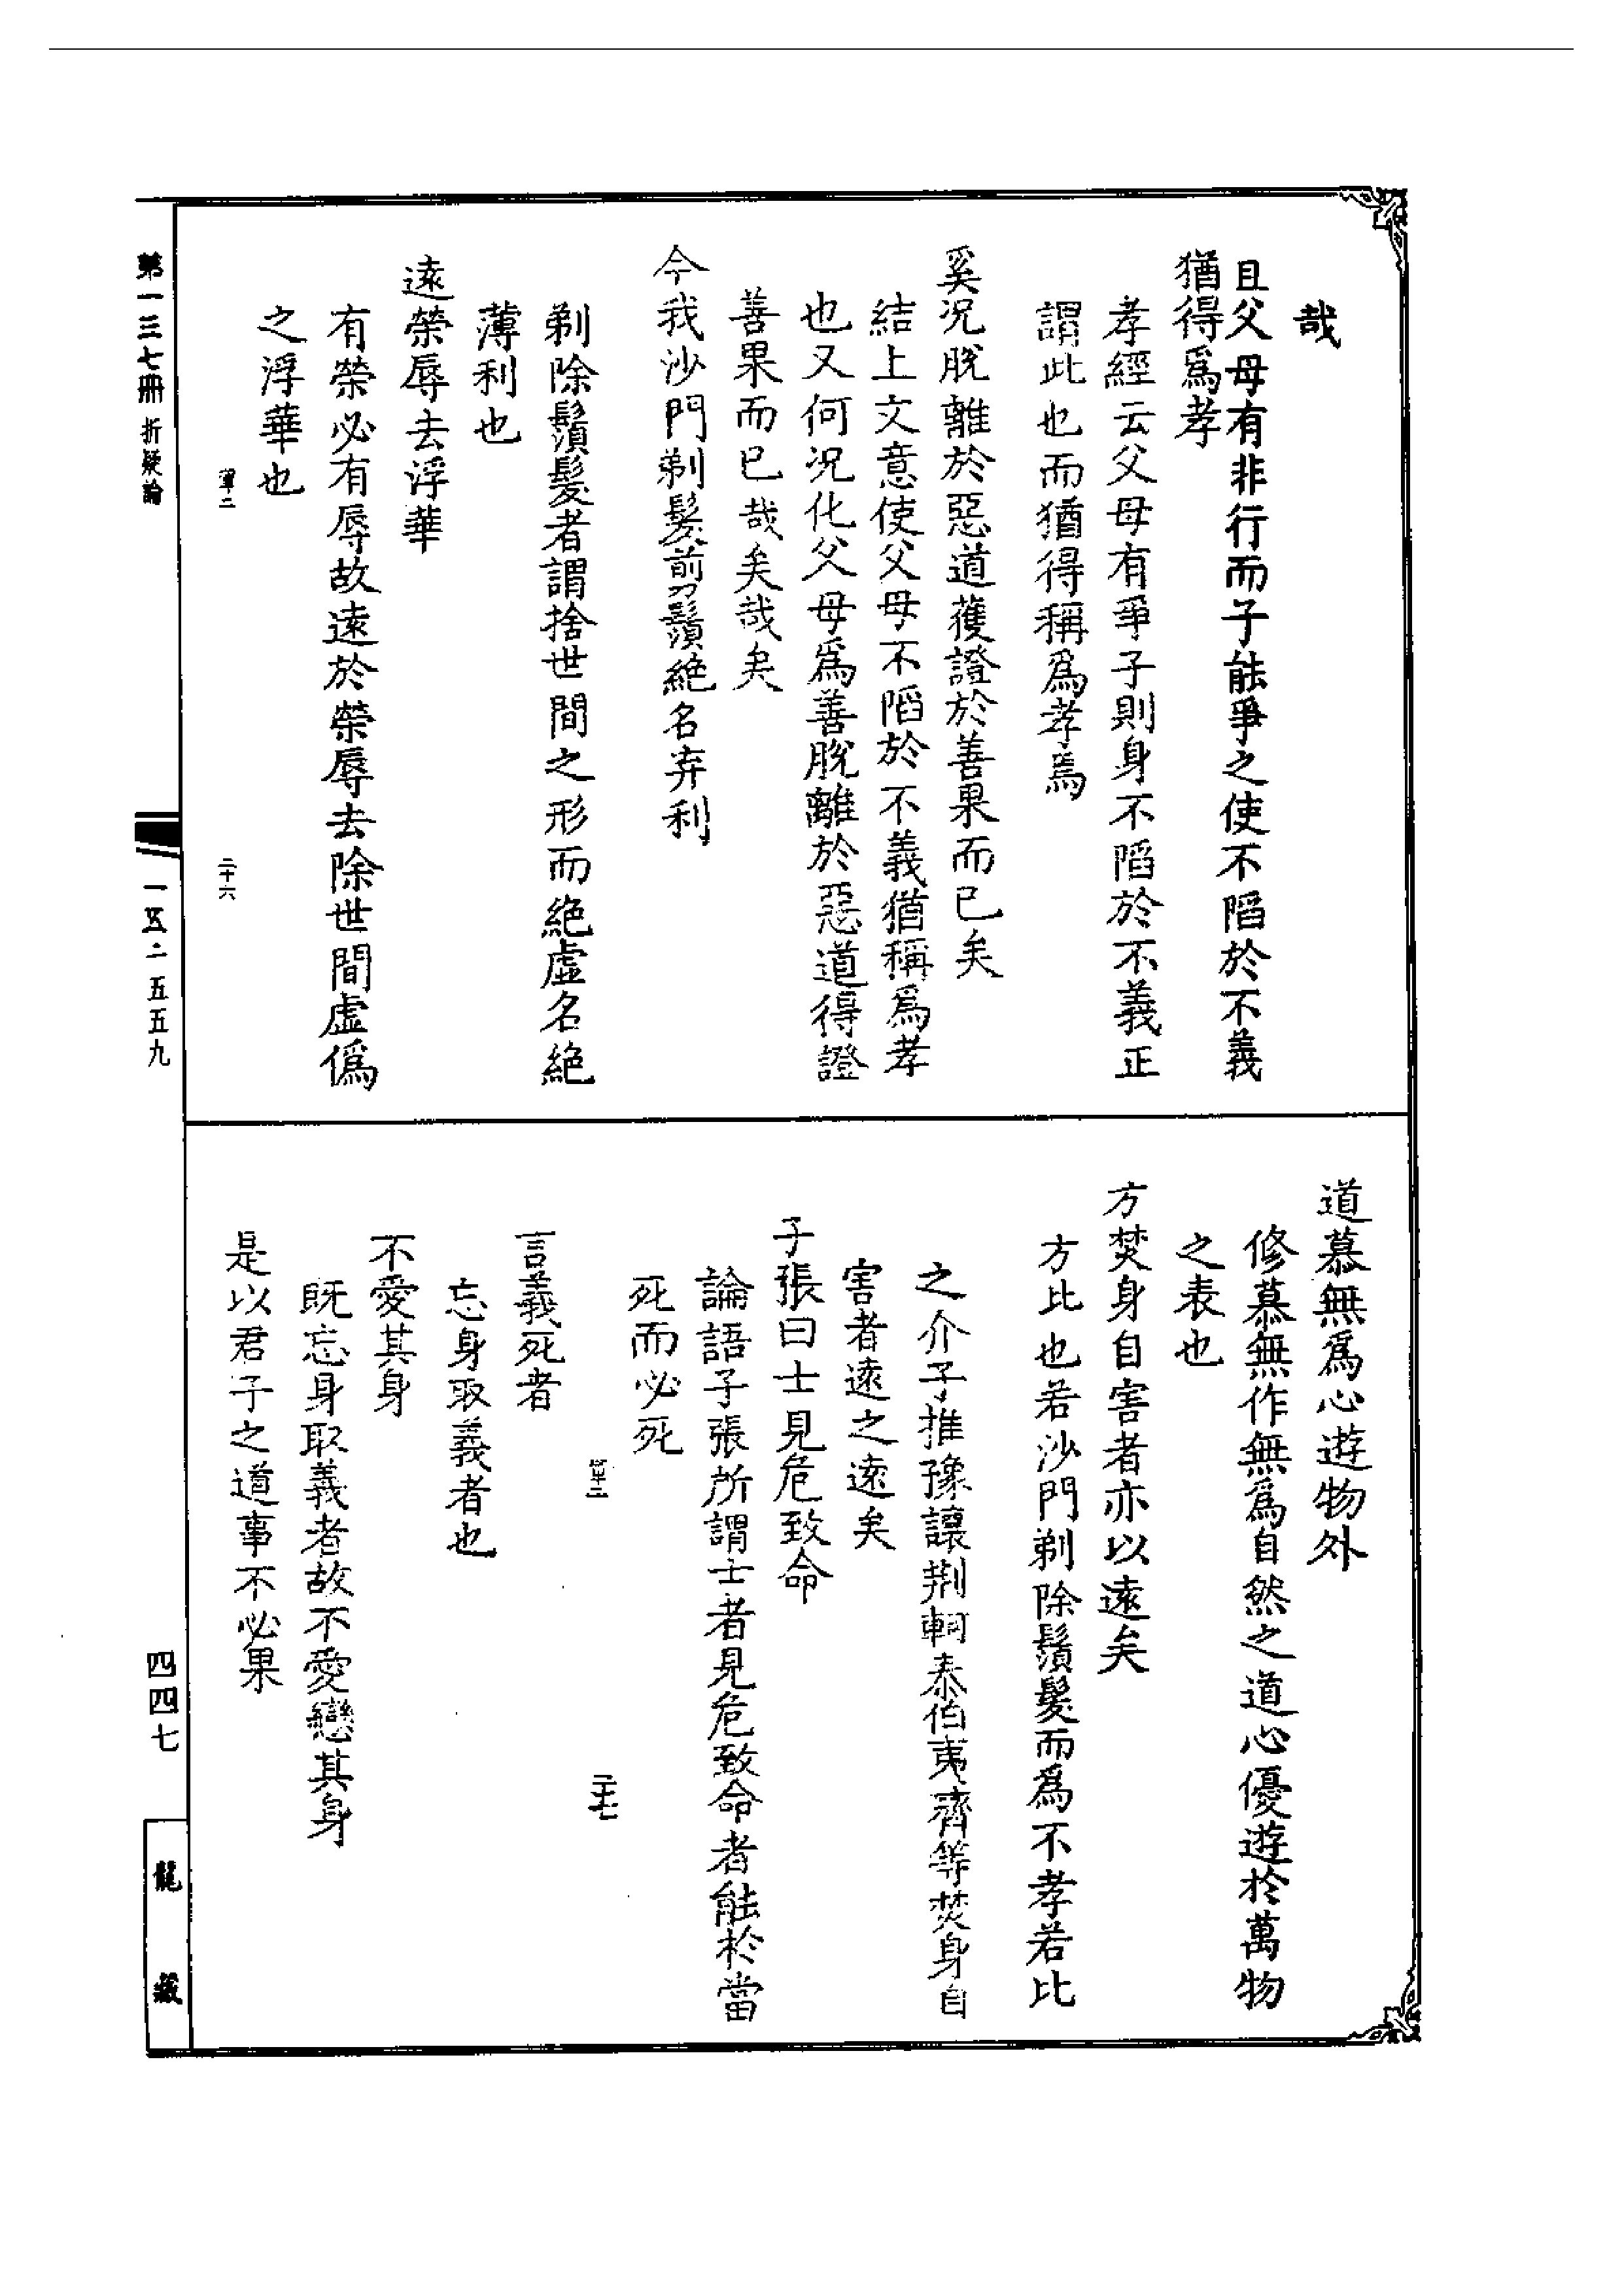 哉
且父母有非行而子能爭之使不陷於不義
猶得爲孝
孝經云父母有爭子則身不陷於不義正
謂此也而猶得稱爲孝焉
奚况脫離於惡道獲證於善果而已矣
結上文意使父母不陷於不義猶稱爲孝
也又何况化父母爲善脫離於惡道得證
善果而已哉矣哉矣
今我沙門剃髮剪鬚絶名弃利
剃除鬚髮者謂捨世間之形而絶虛名絶
薄利也
遠榮辱去浮華
有榮必有辱故遠於榮辱去除世間虛僞
之浮華也
二十六
道慕無爲心遊物外
修慕無作無爲自然之道心優遊於萬物
之表也
方焚身自害者亦以遠矣
方比也若沙門剃除鬚髮而爲不孝若比
之介子推豫讓荆軻泰伯夷齊等焚身自
害者遠之遠矣
子張曰士見危致命
論語子張所謂士者見危致命者能於當
死而必死
二十七
言義死者
忘身取義者也
不愛其身
既忘身取義者故不愛戀其身
是以君子之道事不必果
第一三七冊 折疑論
一五二 五五九
四四七
龍藏